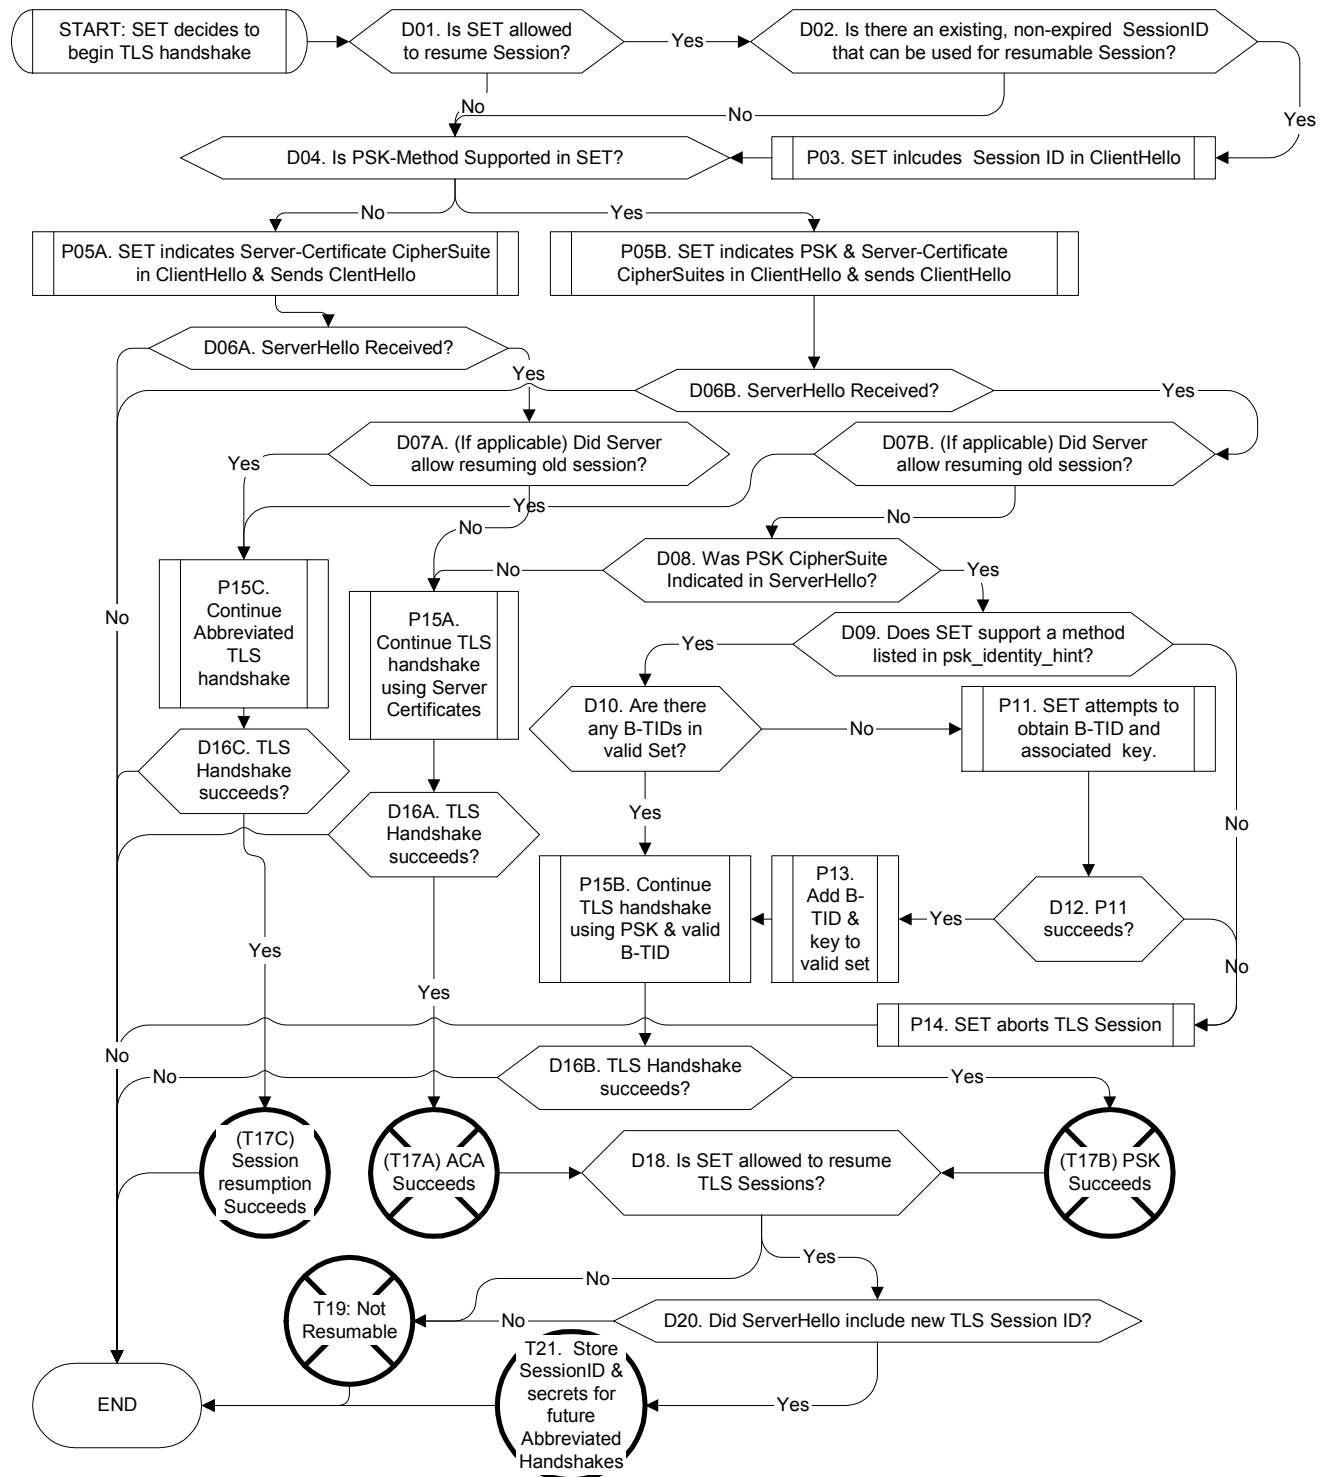 START: SET decides to
begin TLS handshake
D01. Is SET allowed
to resume Session?
Yes
D02. Is there an existing, non-expired SessionID
that can be used for resumable Session?
No
No
Yes
D04. Is PSK-Method Supported in SET?
P03. SET inlcudes Session ID in ClientHello
No
Yes
P05A. SET indicates Server-Certificate CipherSuite
in ClientHello & Sends ClentHello
P05B. SET indicates PSK & Server-Certificate
CipherSuites in ClientHello & sends ClientHello
D06A. ServerHello Received?
Yes
D06B. ServerHello Received?
Yes
D07A. (If applicable) Did Server
allow resuming old session?
D07B. (If applicable) Did Server
allow resuming old session?
Yes
Yes
No
No
D08. Was PSK CipherSuite
Indicated in ServerHello?
No
Yes
P15C.
Continue
Abbreviated
TLS
handshake
P15A.
Continue TLS
handshake
using Server
Certificates
No
D09. Does SET support a method
listed in psk_identity_hint?
Yes
D10. Are there
any B-TIDs in
valid Set?
No
P11. SET attempts to
obtain B-TID and
associated key.
D16C. TLS
Handshake
succeeds?
D16A. TLS
Handshake
succeeds?
Yes
No
P15B. Continue
TLS handshake
using PSK & valid
B-TID
P13.
Add B-
TID &
key to
valid set
Yes
D12. P11
succeeds?
Yes
No
Yes
P14. SET aborts TLS Session
No
D16B. TLS Handshake
succeeds?
No
Yes
(T17C)
Session
resumption
Succeeds
(T17A) ACA
Succeeds
D18. Is SET allowed to resume
TLS Sessions?
(T17B) PSK
Succeeds
Yes
No
T19: Not
Resumable
No
D20. Did ServerHello include new TLS Session ID?
T21. Store
SessionID &
secrets for
future
Abbreviated
Handshakes
Yes
END